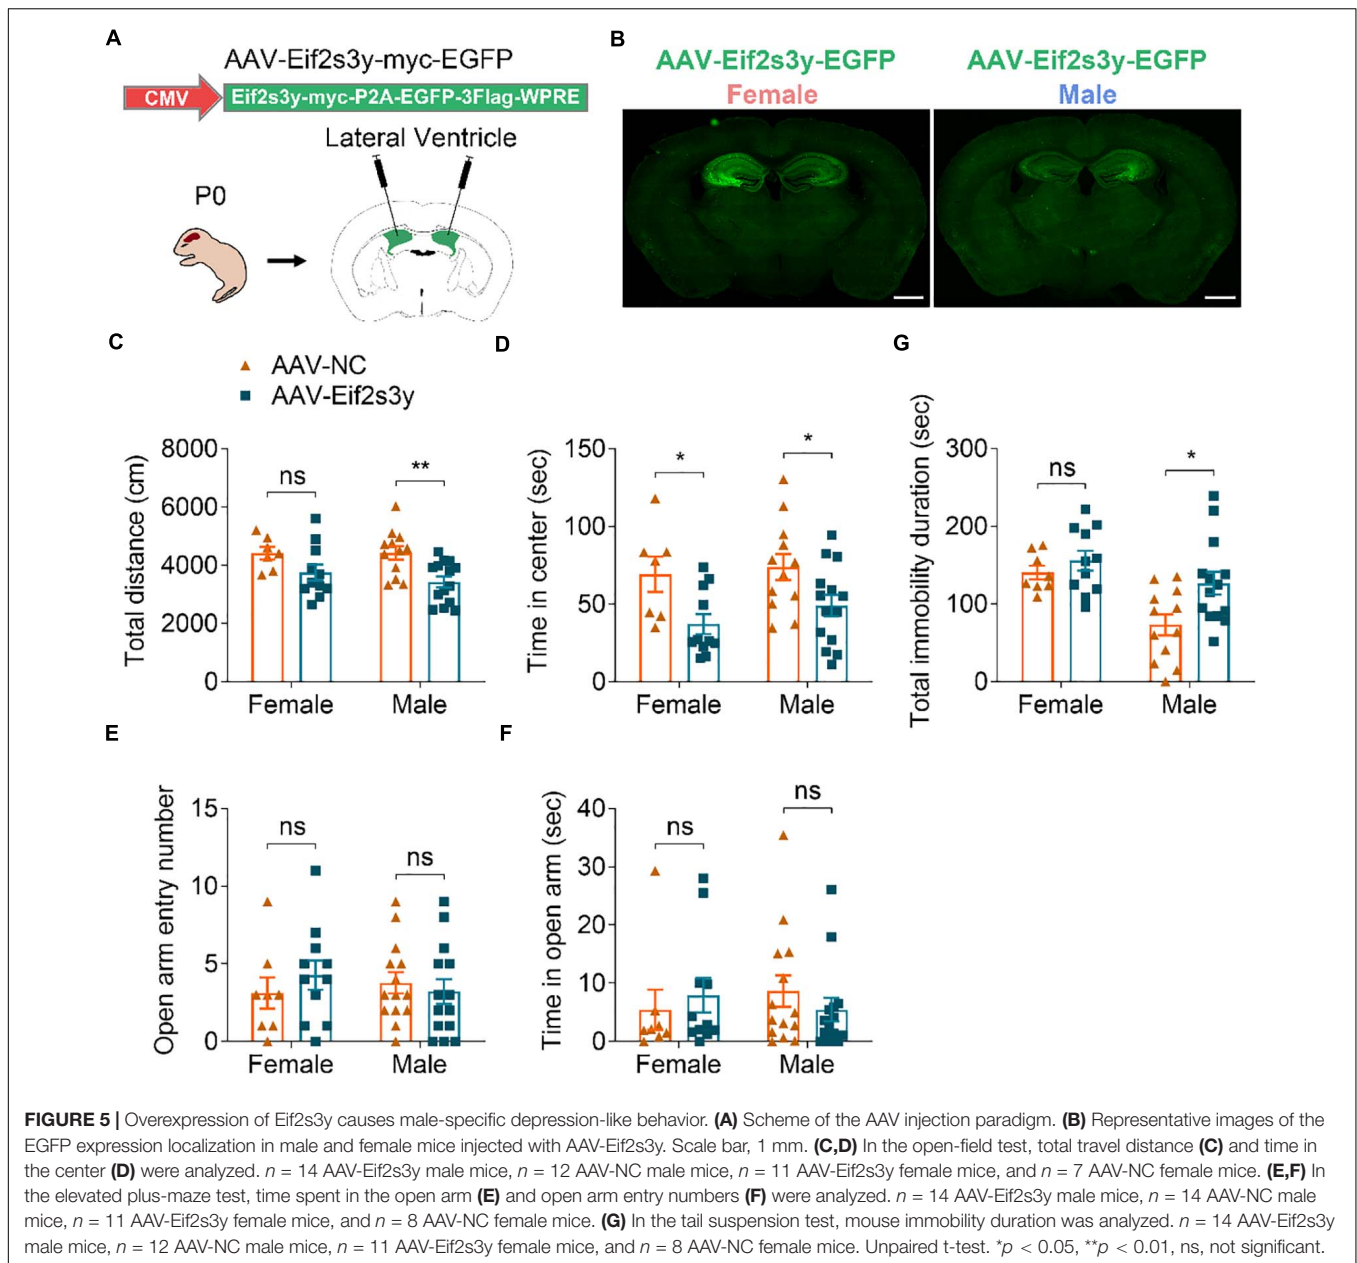 A
AAV-Eif2s3y-myc-EGFP
CMV
Eif2s3y-myc-P2A-EGFP-3Flag-WPRE
Lateral Ventricle
P0
B
AAV-Eif2s3y-EGFP
Female
AAV-Eif2s3y-EGFP
Male
C
AAV-NC
AAV-Eif2s3y
Total distance (cm)
8000
6000
4000
2000
0
ns
**
Female
Male
D
Time in center (sec)
150
100
50
0
*
*
Female
Male
G
Total immobility duration (sec)
300
200
100
0
ns
*
Female
Male
E
Open arm entry number
15
10
5
0
ns
ns
Female
Male
F
Time in open arm (sec)
40
30
20
10
0
ns
ns
Female
Male
FIGURE 5 | Overexpression of Eif2s3y causes male-specific depression-like behavior. (A) Scheme of the AAV injection paradigm. (B) Representative images of the
EGFP expression localization in male and female mice injected with AAV-Eif2s3y. Scale bar, 1 mm. (C,D) In the open-field test, total travel distance (C) and time in
the center (D) were analyzed. n = 14 AAV-Eif2s3y male mice, n = 12 AAV-NC male mice, n = 11 AAV-Eif2s3y female mice, and n = 7 AAV-NC female mice. (E,F) In
the elevated plus-maze test, time spent in the open arm (E) and open arm entry numbers (F) were analyzed. n = 14 AAV-Eif2s3y male mice, n = 14 AAV-NC male
mice, n = 11 AAV-Eif2s3y female mice, and n = 8 AAV-NC female mice. (G) In the tail suspension test, mouse immobility duration was analyzed. n = 14 AAV-Eif2s3y
male mice, n = 12 AAV-NC male mice, n = 11 AAV-Eif2s3y female mice, and n = 8 AAV-NC female mice. Unpaired t-test. *p < 0.05, **p < 0.01, ns, not significant.